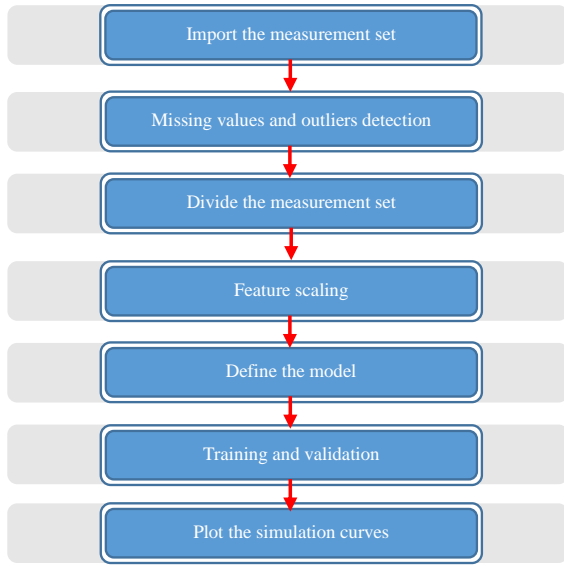 Import the measurement set
Missing values and outliers detection
Divide the measurement set
Feature scaling
Define the model
Training and validation
Plot the simulation curves